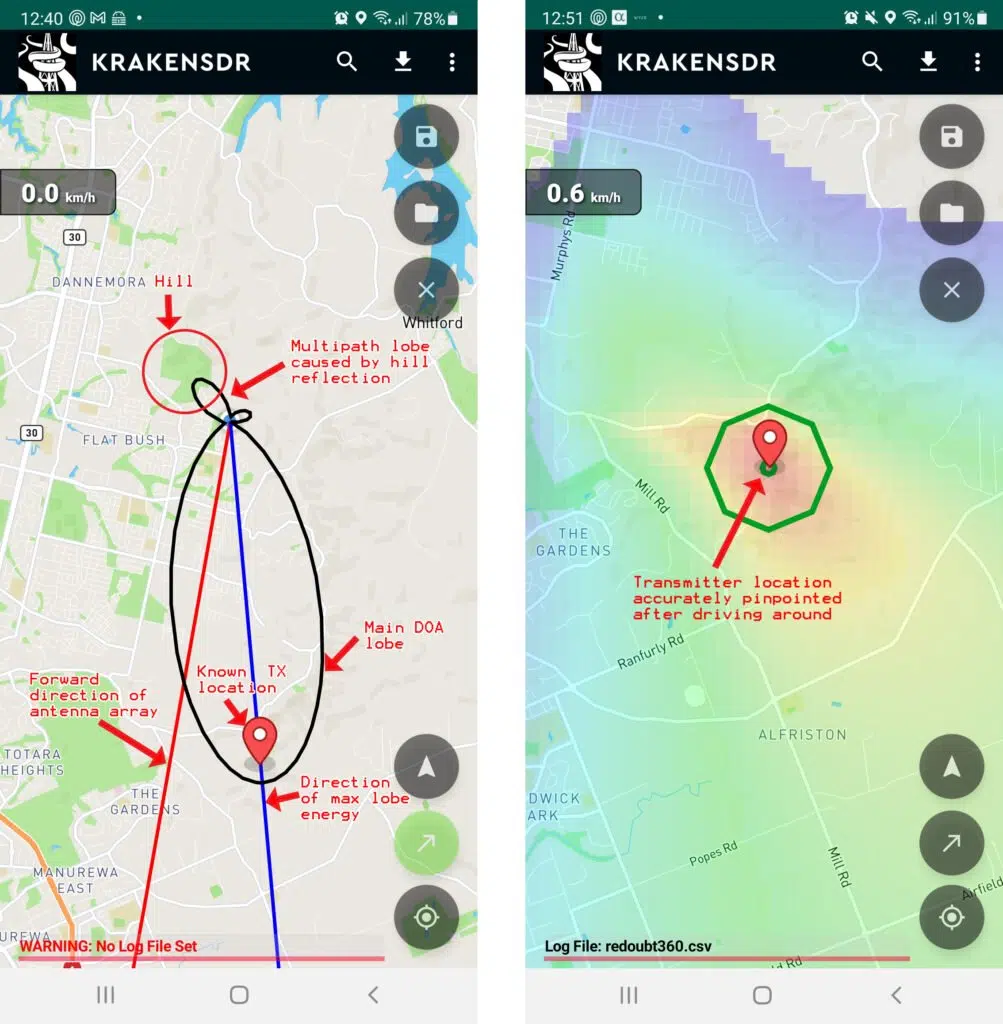 12:40
78%
KRAKENSDR
0.0 km/h
30
DANNEMORA
Hill
Whitford
Multipath lobe
caused by hill
reflection
30
FLAT BUSH
Main DOA
lobe
Known TX
location
Forward
direction of
antenna array
TOTARA
HEIGHTS
THE
GARDENS
Direction
of max lobe
energy
MANUREWA
EAST
UREWA
WARNING: No Log File Set
12:51
91%
KRAKENSDR
0.6 km/h
Murphys Rd
Mill Rd
THE
GARDENS
Transmitter location
accurately pinpointed
after driving around
Ranfurly Rd
ALFRISTON
DWICK
ARK
Popes Rd
Mill Rd
Airfield
Log File: redoubt360.csv
ld Rd